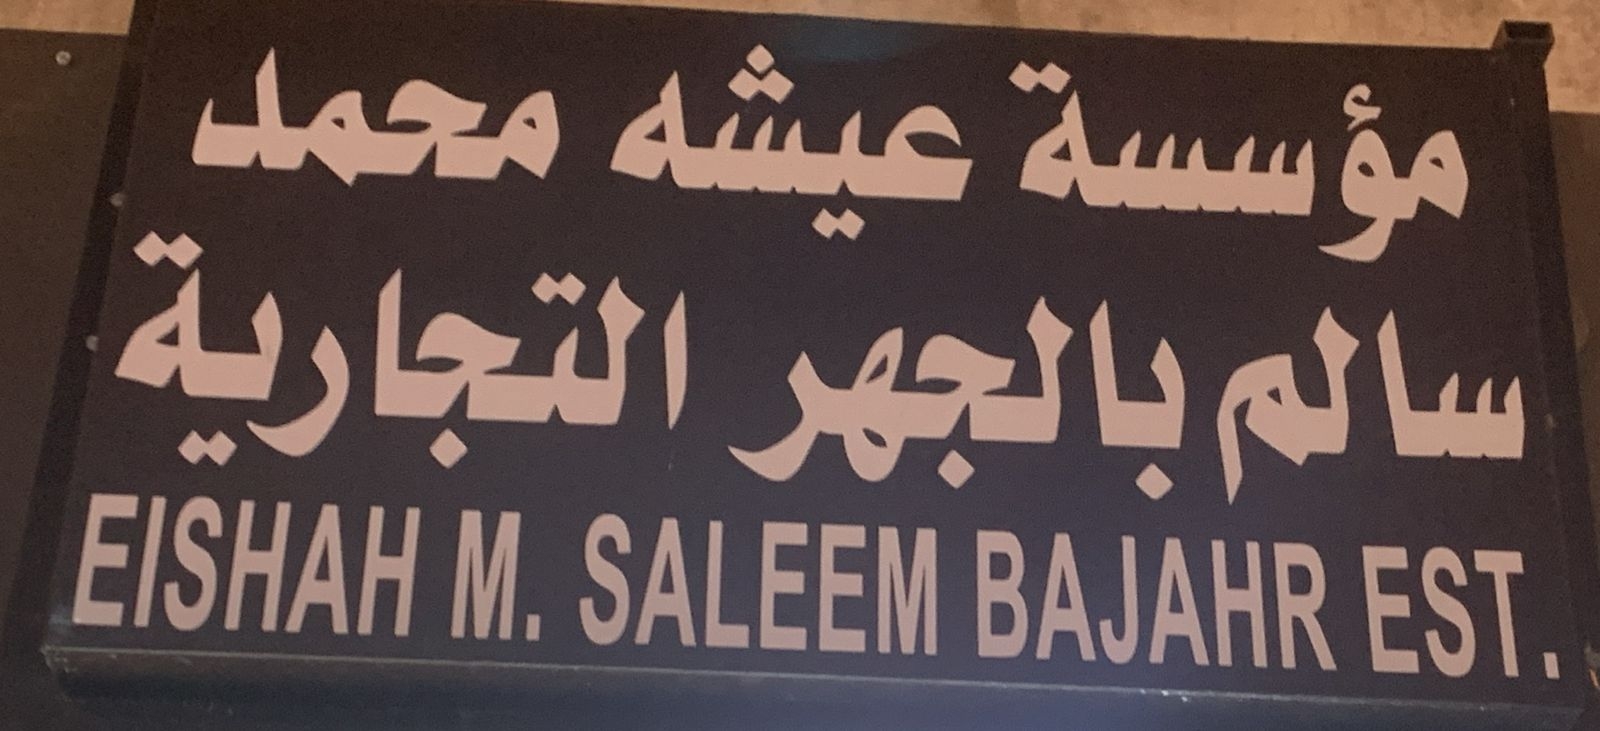 مؤسسة عيشه محمد
سالم بالجهر التجارية
EISHAH M. SALEEM BAJAHR EST.